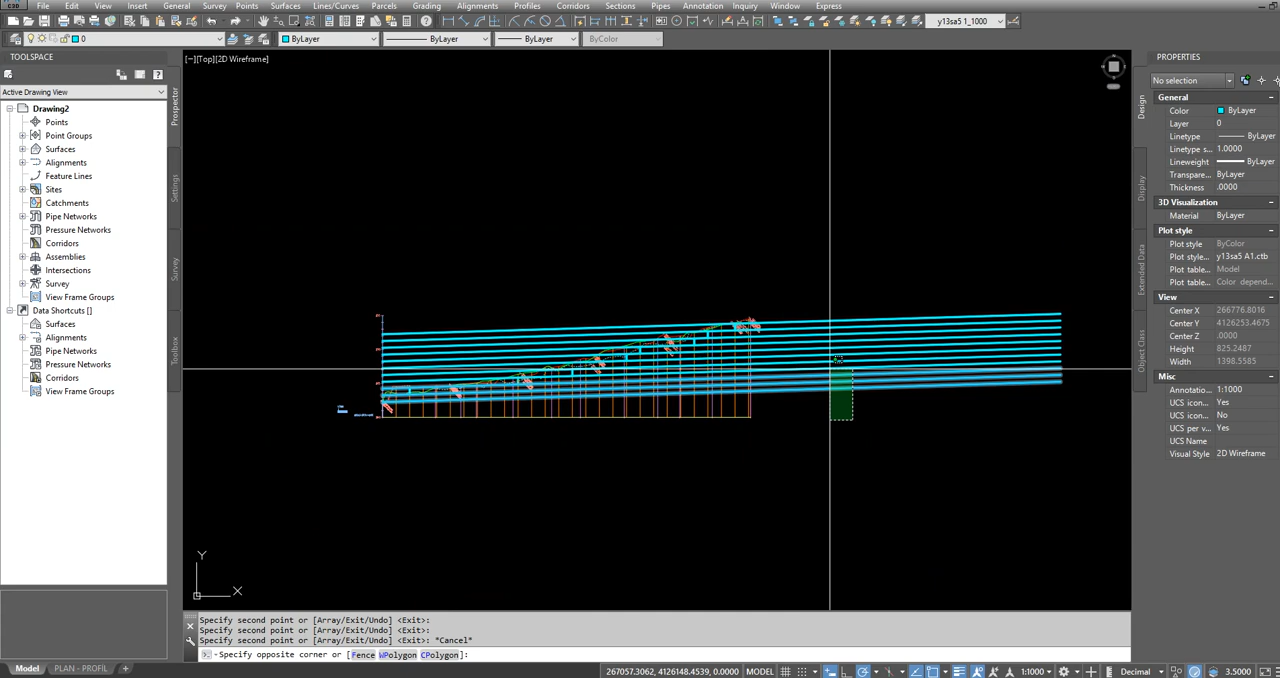 C3D File Edit View Insert General Survey Points Surfaces Lines/Curves Parcels Grading Alignments Profiles Corridors Sections Pipes Annotation Inquiry Window Express
y13sa5 1_1000
0 ByLayer ByLayer ByLayer ByColor
TOOLSPACE
Active Drawing View
Drawing2
Points
Point Groups
Surfaces
Alignments
Feature Lines
Sites
Catchments
Pipe Networks
Pressure Networks
Corridors
Assemblies
Intersections
Survey
View Frame Groups
Data Shortcuts []
Surfaces
Alignments
Pipe Networks
Pressure Networks
Corridors
View Frame Groups
Prospector
Settings
Survey
Toolbox
[−][Top][2D Wireframe]
Y
X
Specify second point or [Array/Exit/Undo] <Exit>:
Specify second point or [Array/Exit/Undo] <Exit>:
Specify second point or [Array/Exit/Undo] <Exit>: *Cancel*
Specify opposite corner or [Fence WPolygon CPolygon]:
Design
Display
Extended Data
Object Class
PROPERTIES
No selection
General
Color ByLayer
Layer 0
Linetype ByLayer
Linetype s... 1.0000
Lineweight ByLayer
Transpare... ByLayer
Thickness .0000
3D Visualization
Material ByLayer
Plot style
Plot style ByColor
Plot style... y13sa5 A1.ctb
Plot table... Model
Plot table... Color depend...
View
Center X 266776.8016
Center Y 4126253.4675
Center Z .0000
Height 825.2487
Width 1398.5585
Misc
Annotatio... 1:1000
UCS icon... Yes
UCS icon... No
UCS per v... Yes
UCS Name
Visual Style 2D Wireframe
Model PLAN - PROFİL +
267057.3062, 4126148.4539, 0.0000 MODEL 1:1000 Decimal 3.5000